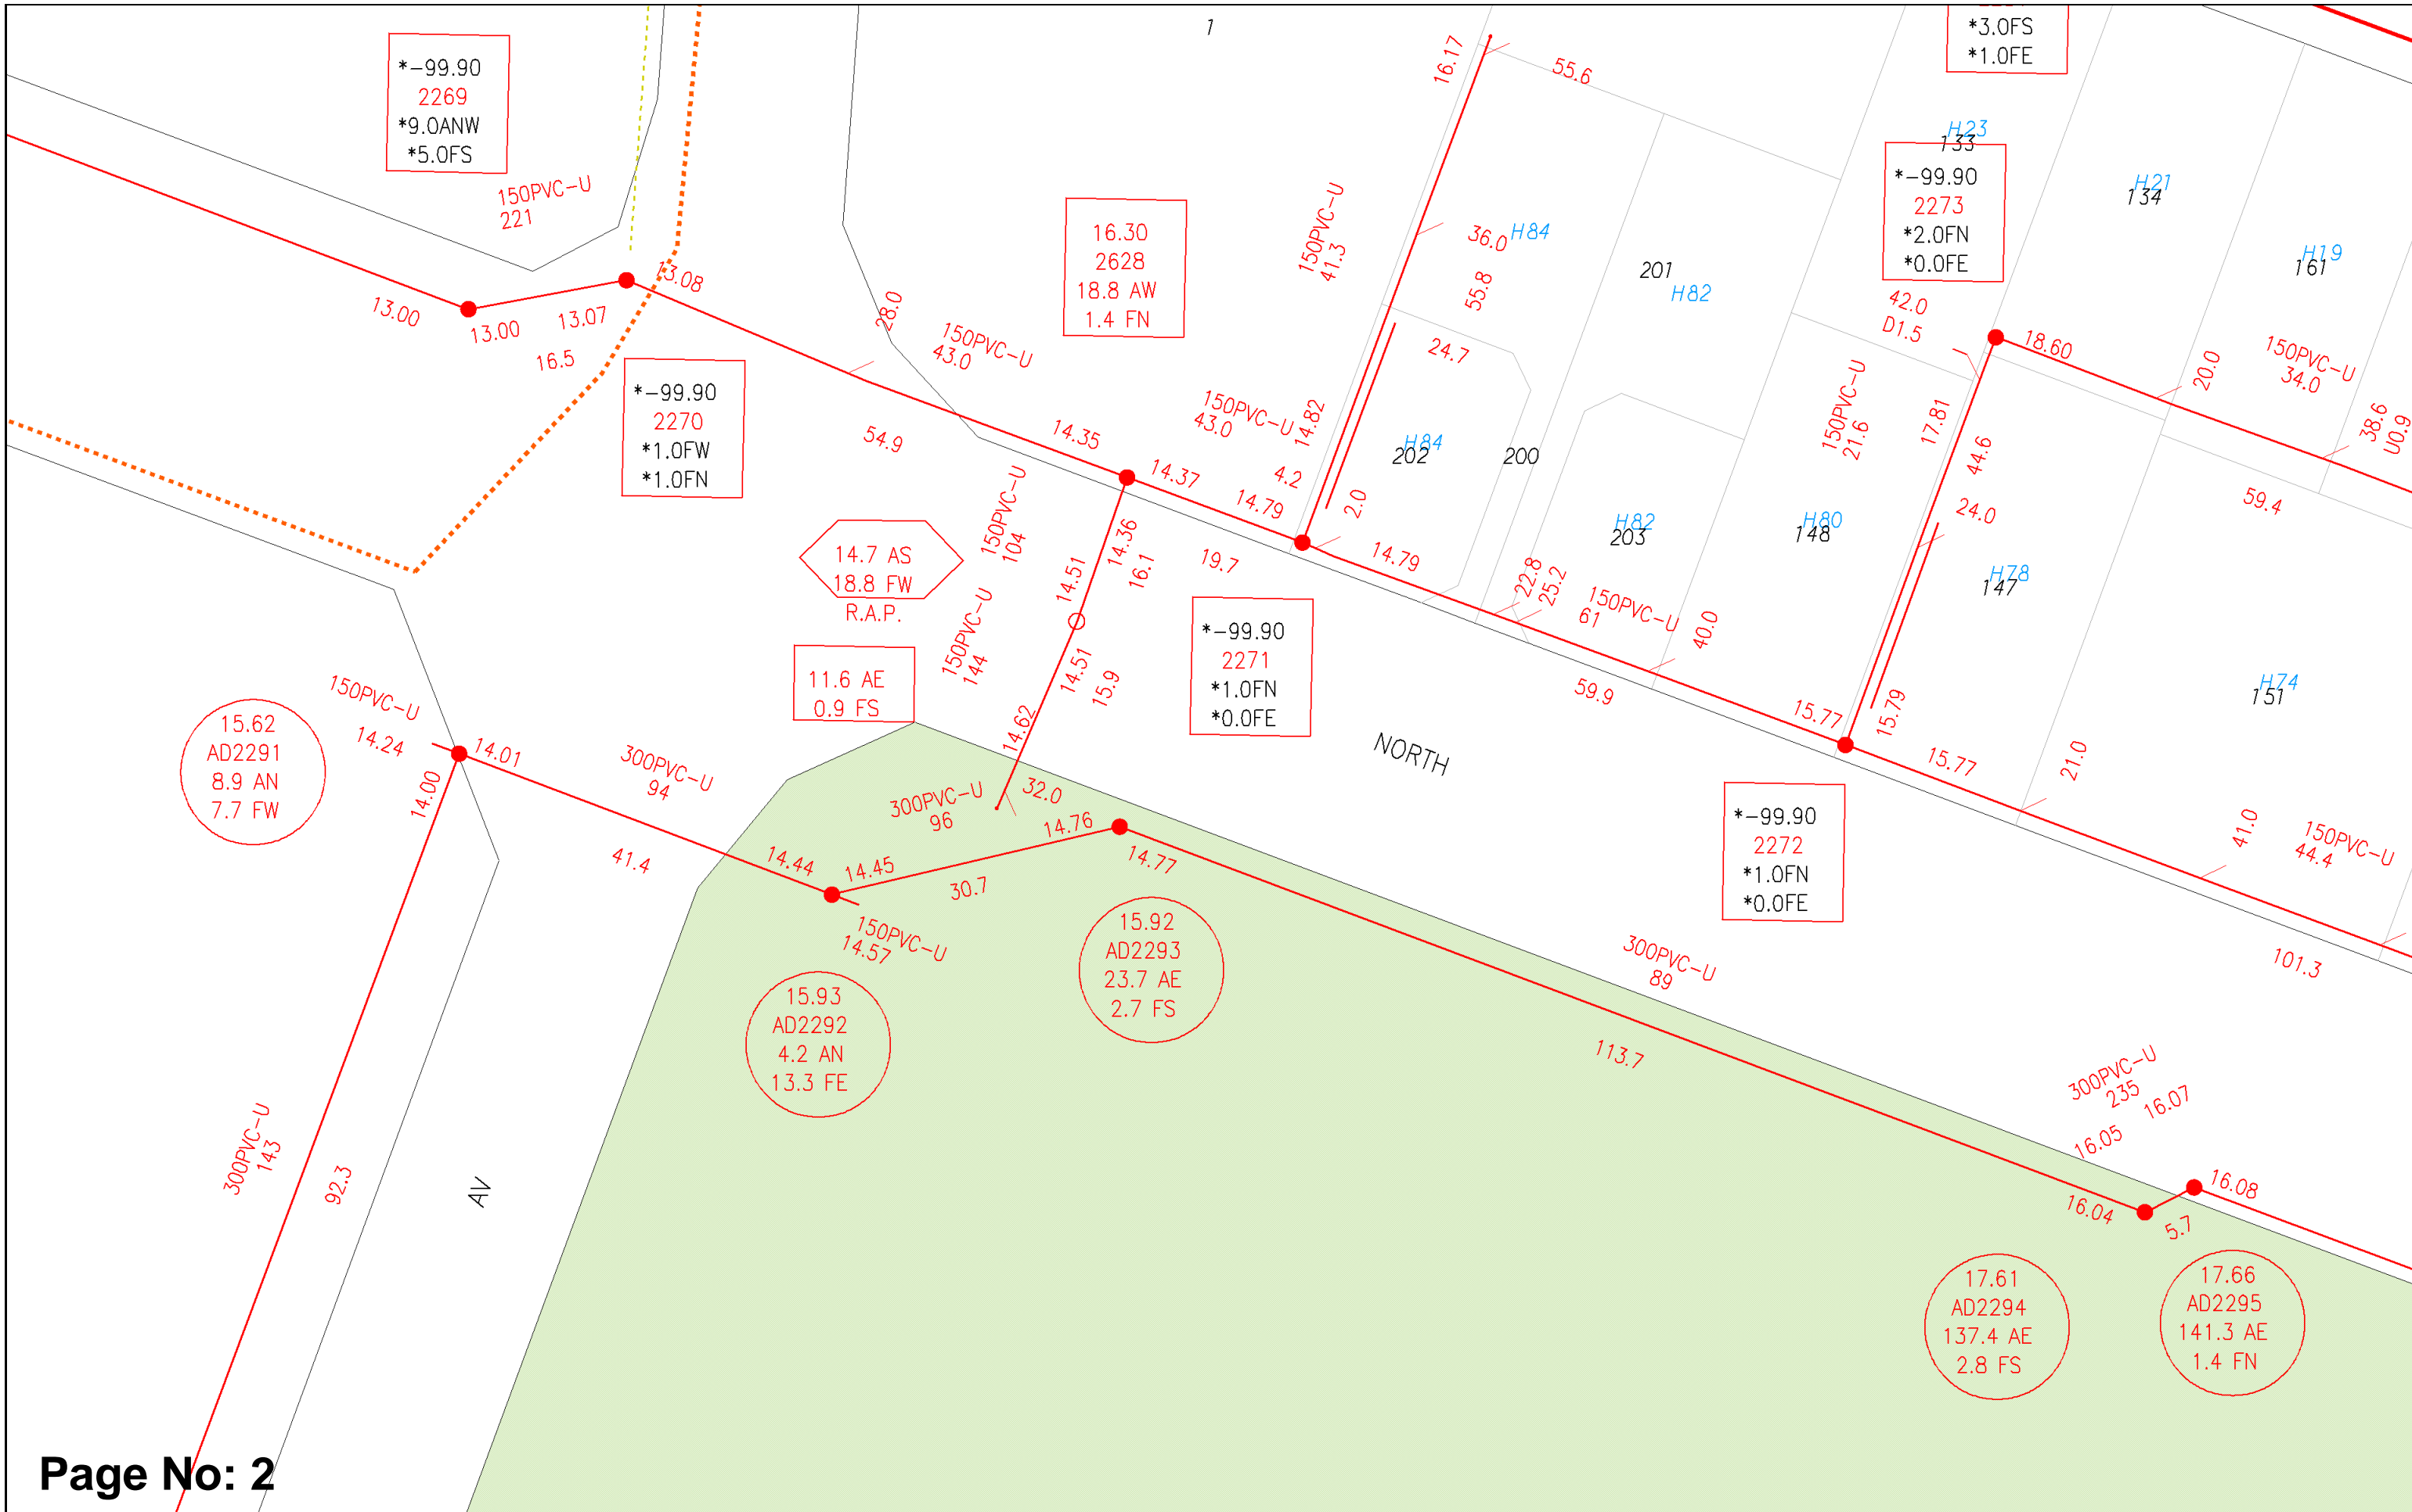 1
*3.0FS
*1.0FE
*-99.90
2269
*9.0ANW
*5.0FS
150PVC-U
221
16.17
55.6
H23
133
*-99.90
2273
*2.0FN
*0.0FE
H21
134
H19
161
16.30
2628
18.8 AW
1.4 FN
150PVC-U
41.3
36.0
H84
55.8
201
H82
13.00
13.00
13.07
13.08
16.5
28.0
150PVC-U
43.0
24.7
42.0
D1.5
18.60
20.0
150PVC-U
34.0
38.6
U0.9
59.4
*-99.90
2270
*1.0FW
*1.0FN
54.9
14.35
150PVC-U
43.0
14.82
4.2
14.37
14.79
2.0
H84
202
200
150PVC-U
21.6
17.81
44.6
24.0
14.7 AS
18.8 FW
R.A.P.
150PVC-U
104
14.51
14.36
16.1
19.7
14.79
H82
203
H80
148
H78
147
22.8
25.2
150PVC-U
61
40.0
150PVC-U
144
14.51
15.9
14.62
*-99.90
2271
*1.0FN
*0.0FE
59.9
15.77
15.79
H74
151
11.6 AE
0.9 FS
15.62
AD2291
8.9 AN
7.7 FW
150PVC-U
14.24
14.01
14.00
300PVC-U
94
41.4
14.44
14.45
300PVC-U
96
32.0
14.76
14.77
30.7
150PVC-U
14.57
NORTH
15.77
21.0
41.0
150PVC-U
44.4
101.3
*-99.90
2272
*1.0FN
*0.0FE
15.93
AD2292
4.2 AN
13.3 FE
15.92
AD2293
23.7 AE
2.7 FS
300PVC-U
89
113.7
300PVC-U
235
16.07
16.05
16.04
5.7
16.08
300PVC-U
143
92.3
AV
17.61
AD2294
137.4 AE
2.8 FS
17.66
AD2295
141.3 AE
1.4 FN
Page No: 2